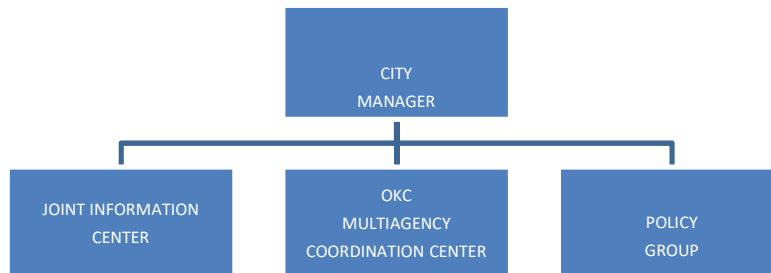 CITY
MANAGER
JOINT INFORMATION
CENTER
OKC
MULTIAGENCY
COORDINATION CENTER
POLICY
GROUP